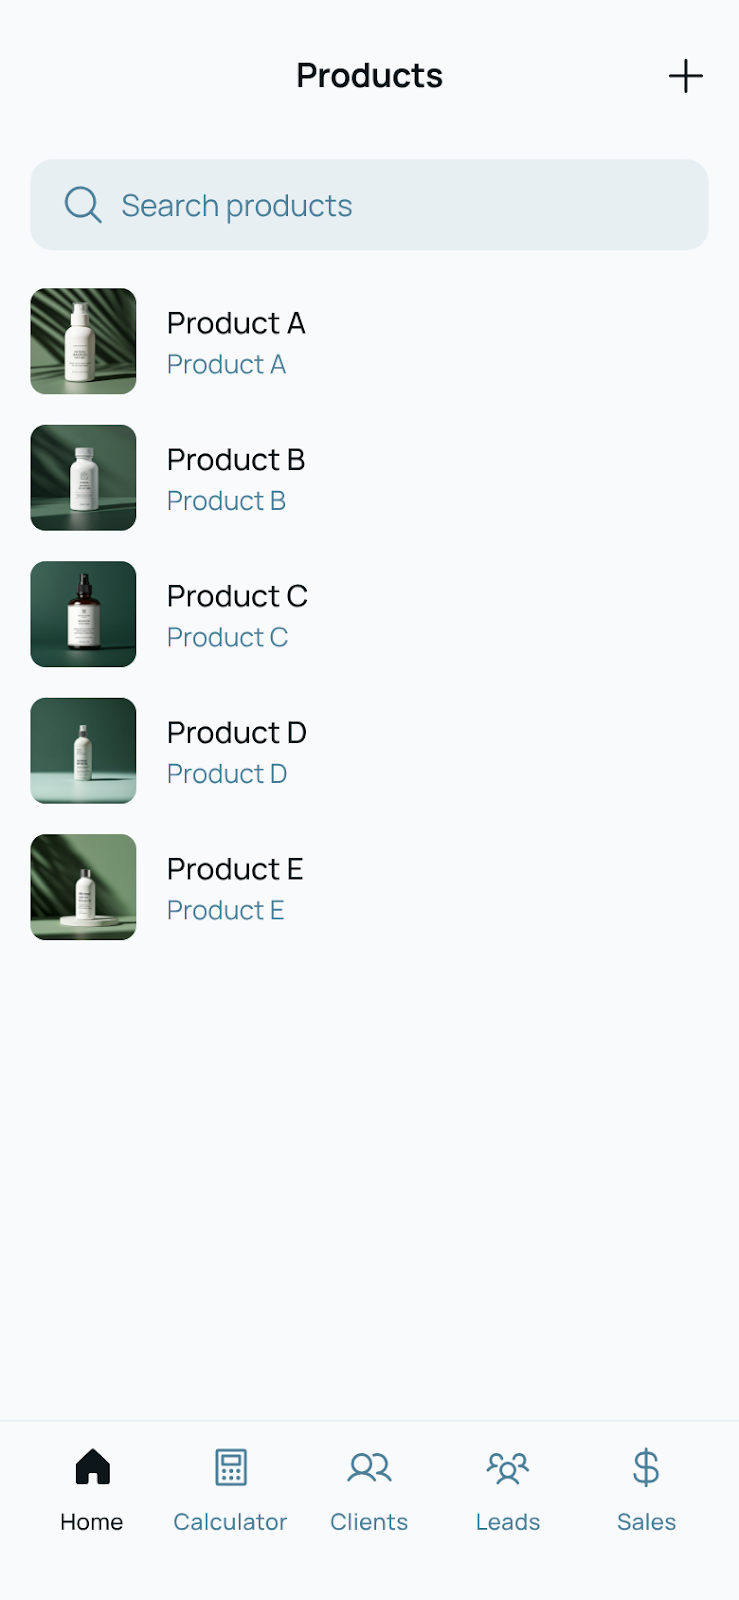 Products
Search products
Product A
Product A
Product B
Product B
Product C
Product C
Product D
Product D
Product E
Product E
Home
Calculator
Clients
Leads
Sales